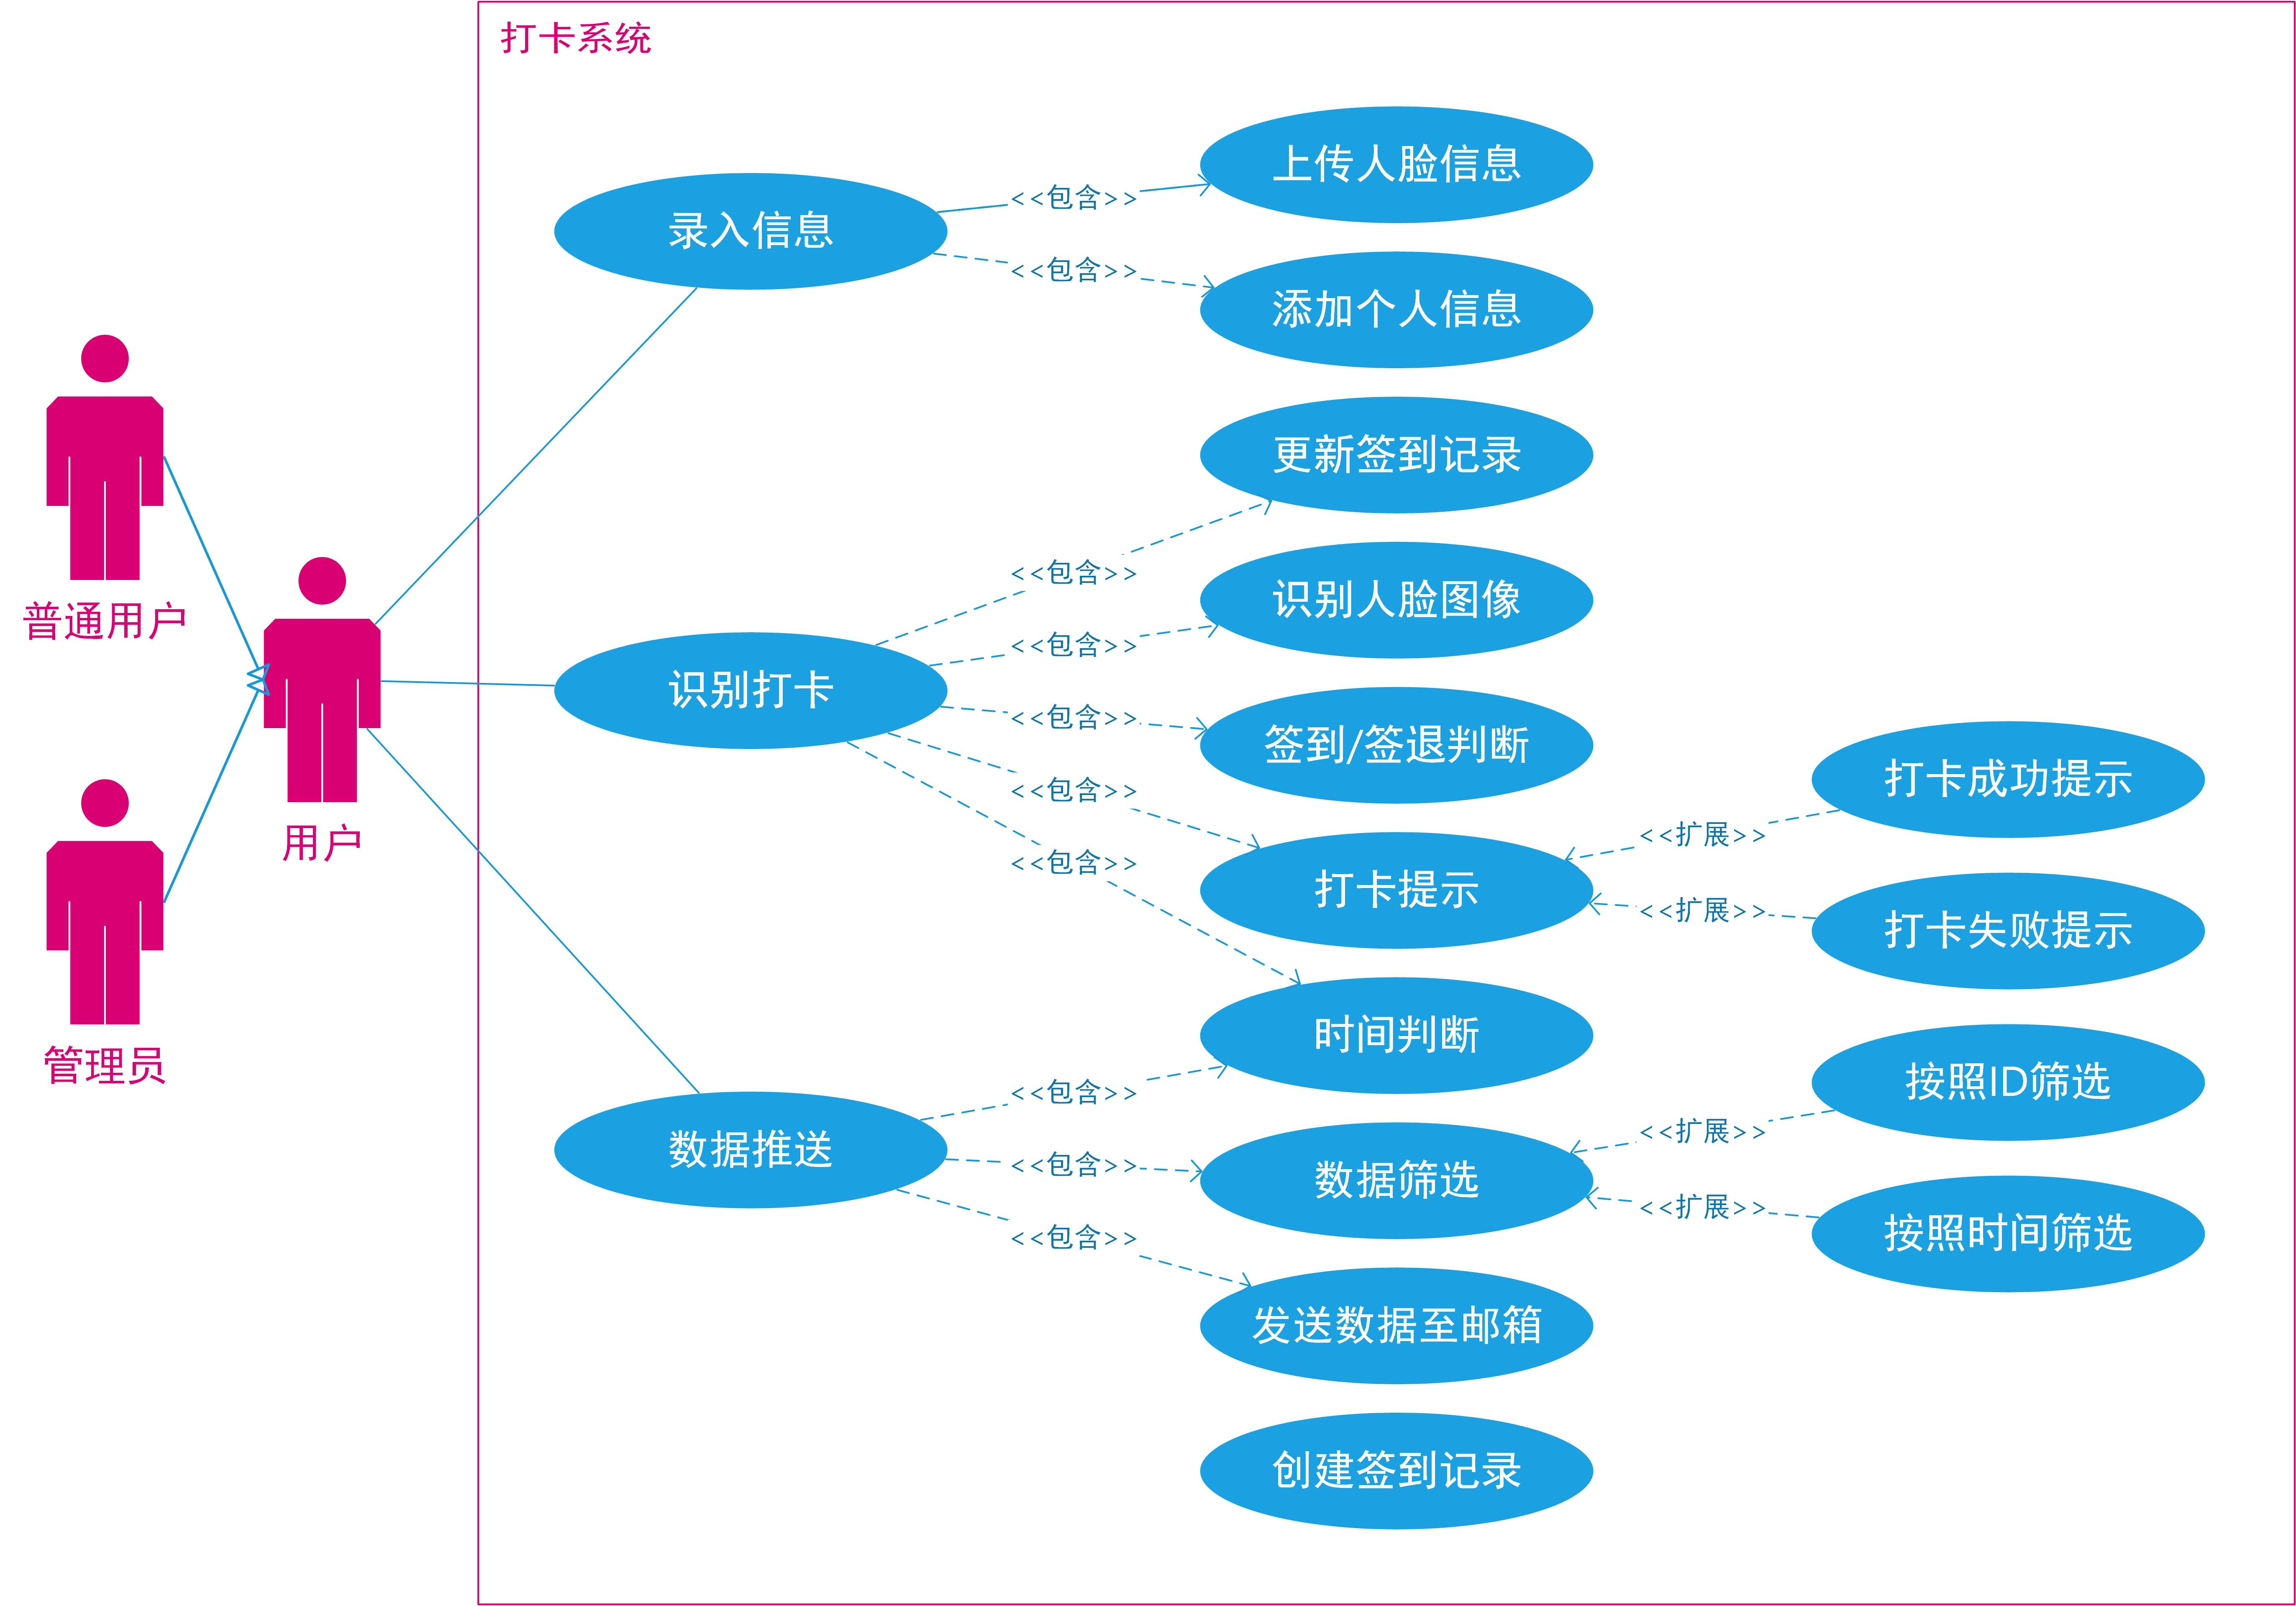 打卡系统
上传人脸信息
<<包含>>
录入信息
<<包含>>
添加个人信息
更新签到记录
<<包含>>
识别人脸图像
普通用户
<<包含>>
识别打卡
<<包含>>
签到/签退判断
<<包含>>
打卡成功提示
<<扩展>>
用户
<<包含>>
打卡提示
<<扩展>>
打卡失败提示
时间判断
管理员
按照ID筛选
<<包含>>
<<扩展>>
数据推送
<<包含>>
数据筛选
<<扩展>>
按照时间筛选
<<包含>>
发送数据至邮箱
创建签到记录